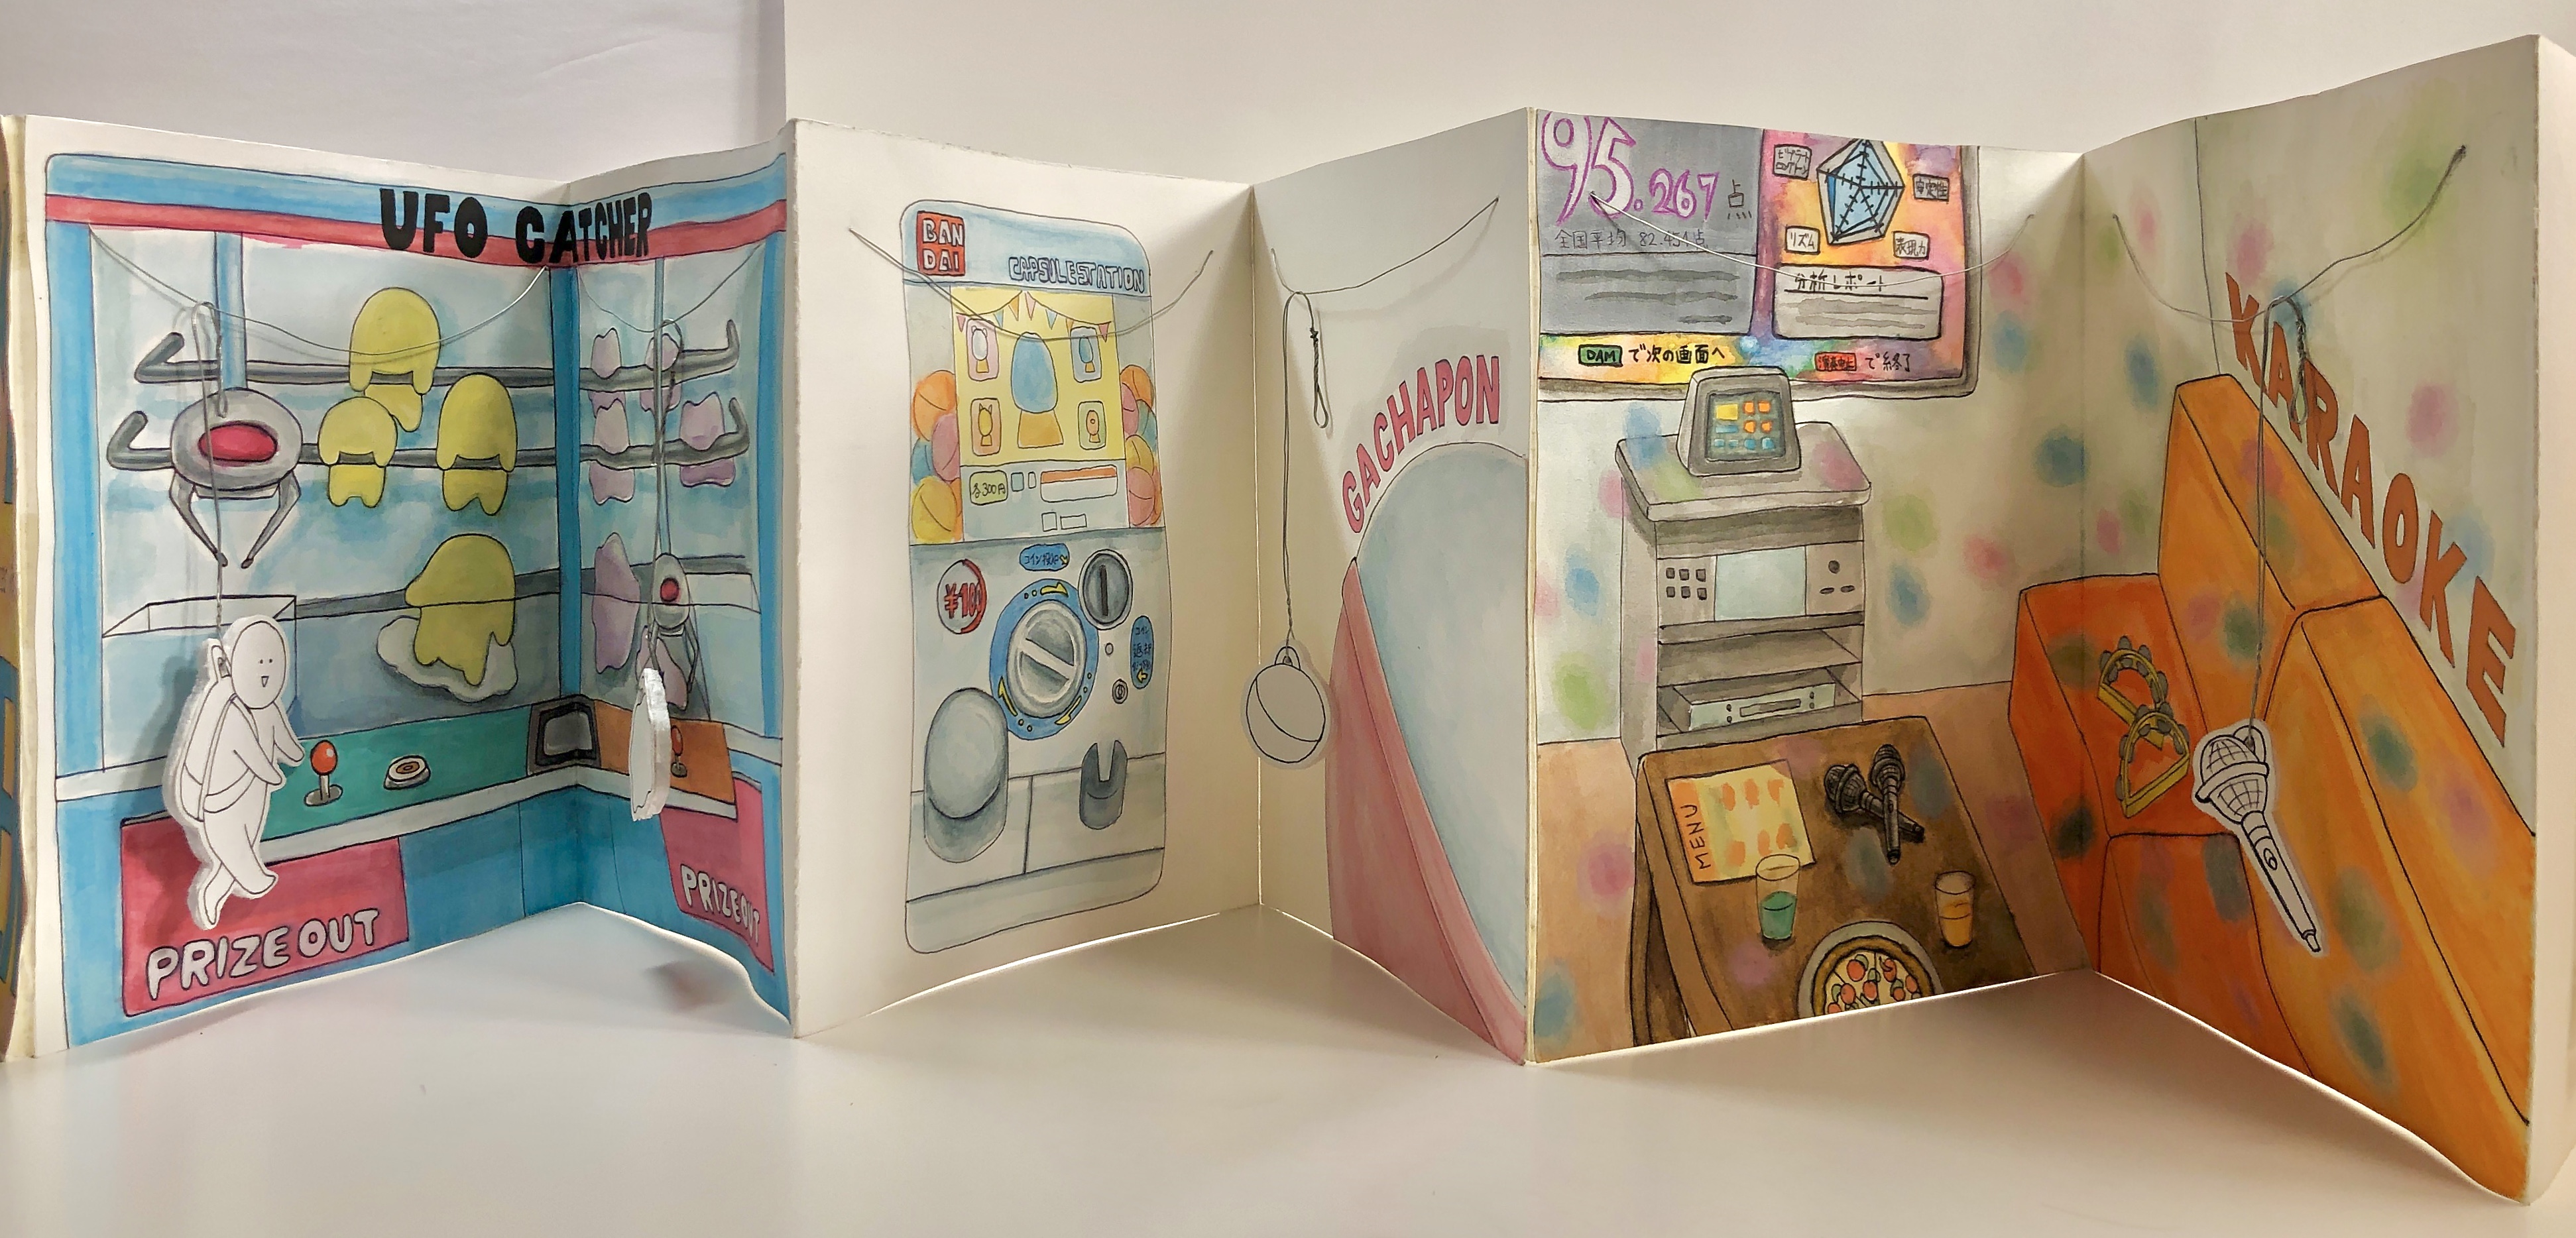 UFO CATCHER
PRIZE OUT
PRIZE OUT
BAN
DAI
CAPSULESTATION
各300円
¥100
GACHAPON
95.267点
全国平均 82.454点
安定性
リズム
表現力
分析レポート
DAM で次の画面へ
で終了
MENU
KARAOKE